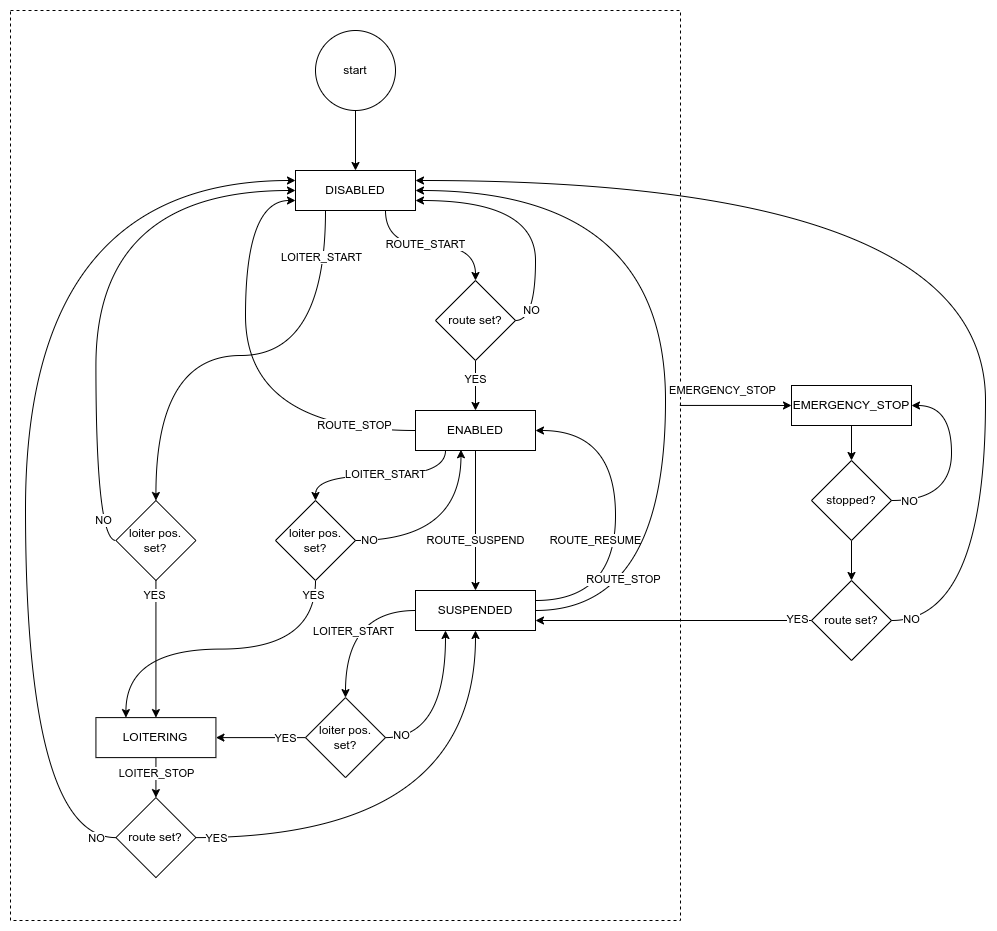 start
DISABLED
ROUTE_START
LOITER_START
NO
route set?
YES
EMERGENCY_STOP
EMERGENCY_STOP
ROUTE_STOP
ENABLED
LOITER_START
stopped?
NO
NO
loiter pos.
set?
loiter pos.
set?
NO
ROUTE_SUSPEND
ROUTE_RESUME
ROUTE_STOP
YES
YES
SUSPENDED
YES
route set?
NO
LOITER_START
LOITERING
YES
loiter pos.
set?
NO
LOITER_STOP
NO
route set?
YES